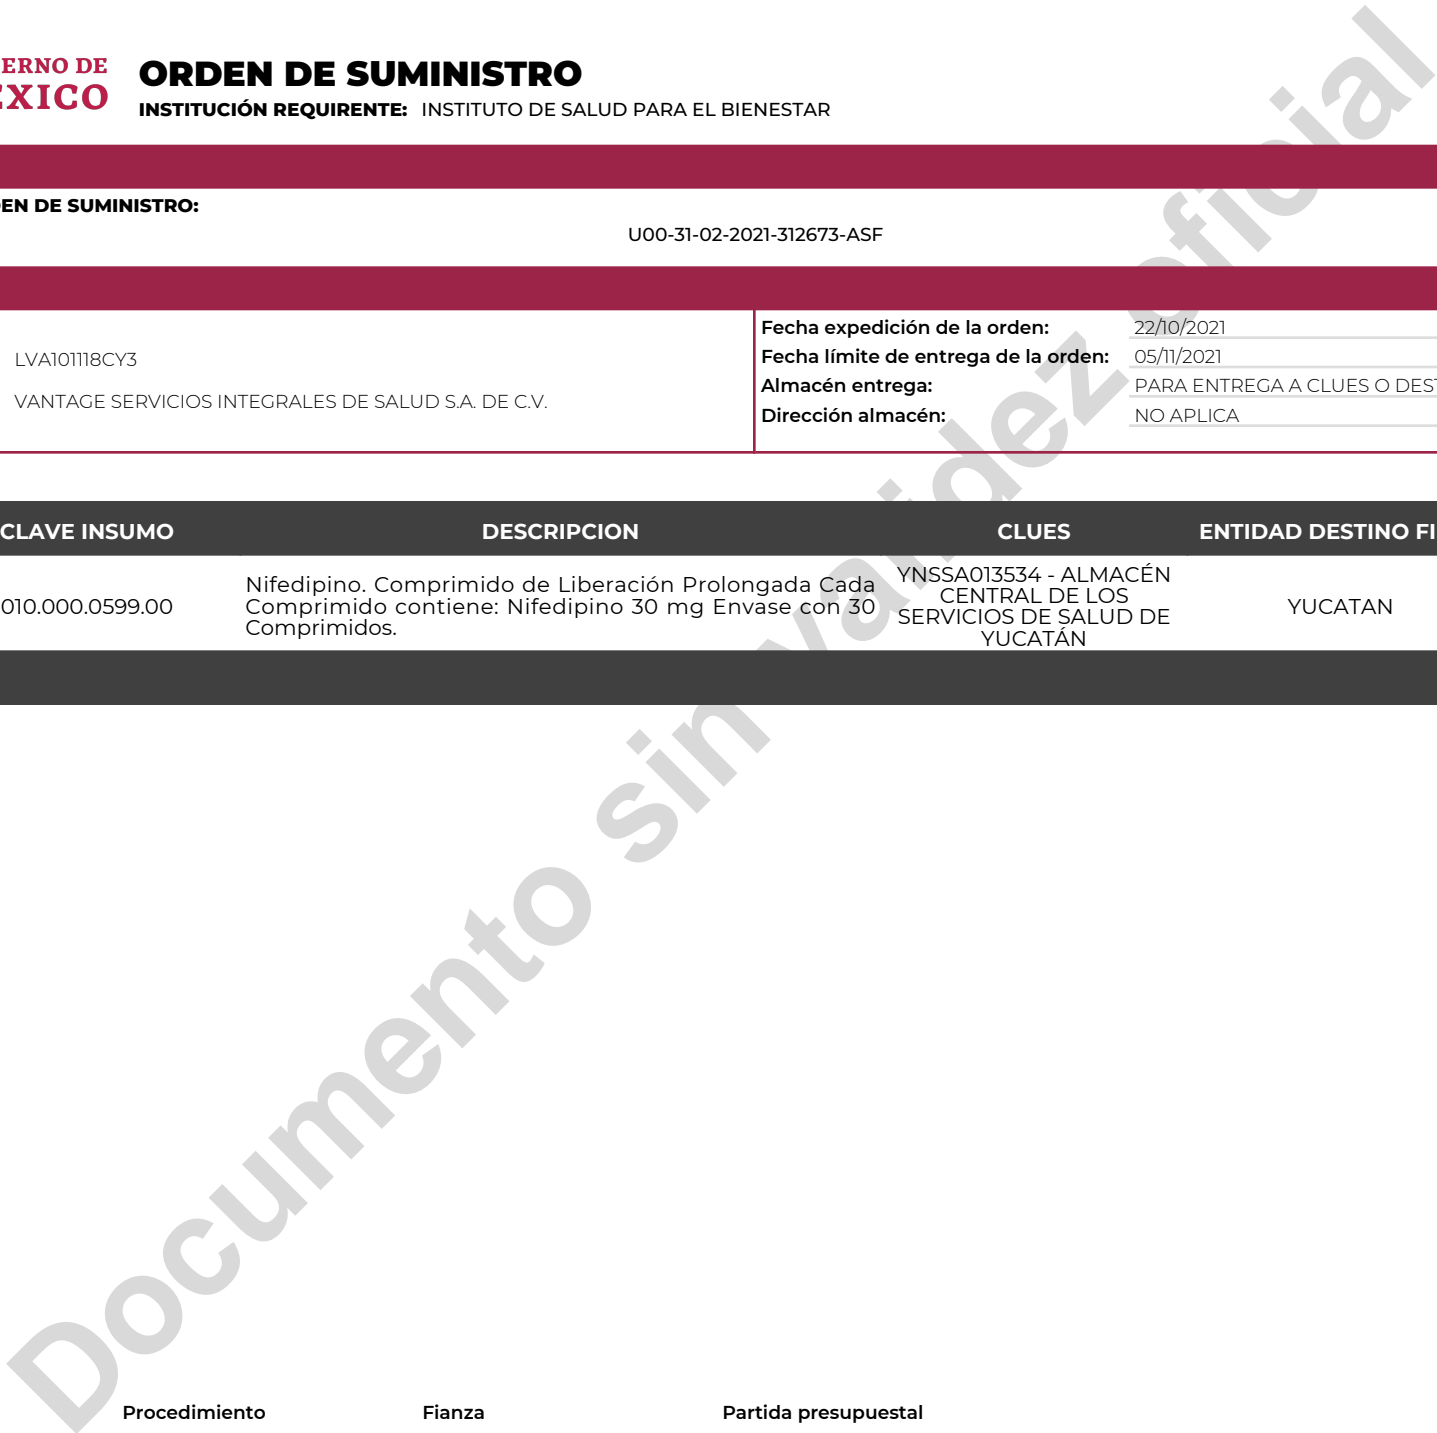 ERNO DE
EXICO
ORDEN DE SUMINISTRO
INSTITUCIÓN REQUIRENTE: INSTITUTO DE SALUD PARA EL BIENESTAR
EN DE SUMINISTRO:
U00-31-02-2021-312673-ASF
LVA101118CY3
VANTAGE SERVICIOS INTEGRALES DE SALUD S.A. DE C.V.
Fecha expedición de la orden: 22/10/2021
Fecha límite de entrega de la orden: 05/11/2021
Almacén entrega: PARA ENTREGA A CLUES O DEST
Dirección almacén: NO APLICA
CLAVE INSUMO DESCRIPCION CLUES ENTIDAD DESTINO FI
010.000.0599.00
Nifedipino. Comprimido de Liberación Prolongada Cada
Comprimido contiene: Nifedipino 30 mg Envase con 30
Comprimidos.
YNSSA013534 - ALMACÉN
CENTRAL DE LOS
SERVICIOS DE SALUD DE
YUCATÁN
YUCATAN
Documento sin validez oficial
Procedimiento Fianza Partida presupuestal